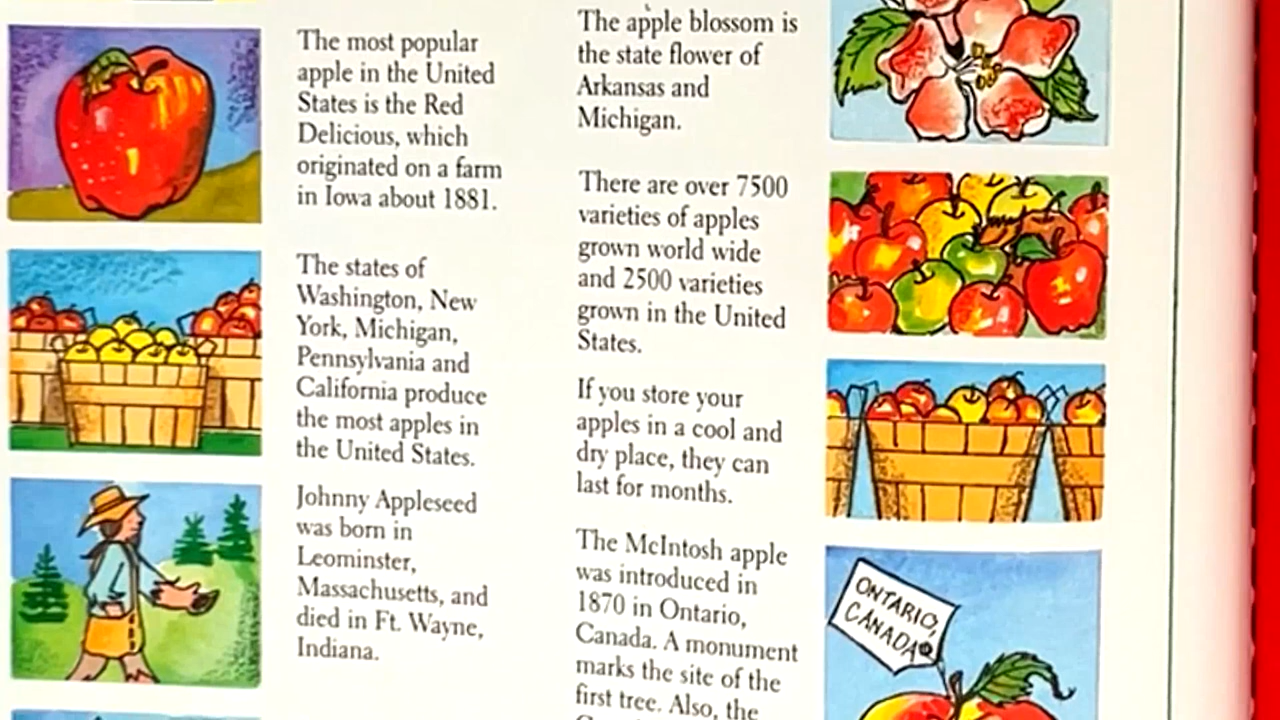 The most popular
apple in the United
States is the Red
Delicious, which
originated on a farm
in Iowa about 1881.
The states of
Washington, New
York, Michigan,
Pennsylvania and
California produce
the most apples in
the United States.
Johnny Appleseed
was born in
Leominster,
Massachusetts, and
died in Ft. Wayne,
Indiana.
The apple blossom is
the state flower of
Arkansas and
Michigan.
There are over 7500
varieties of apples
grown world wide
and 2500 varieties
grown in the United
States.
If you store your
apples in a cool and
dry place, they can
last for months.
The McIntosh apple
was introduced in
1870 in Ontario,
Canada. A monument
marks the site of the
first tree. Also, the
ONTARIO,
CANADA